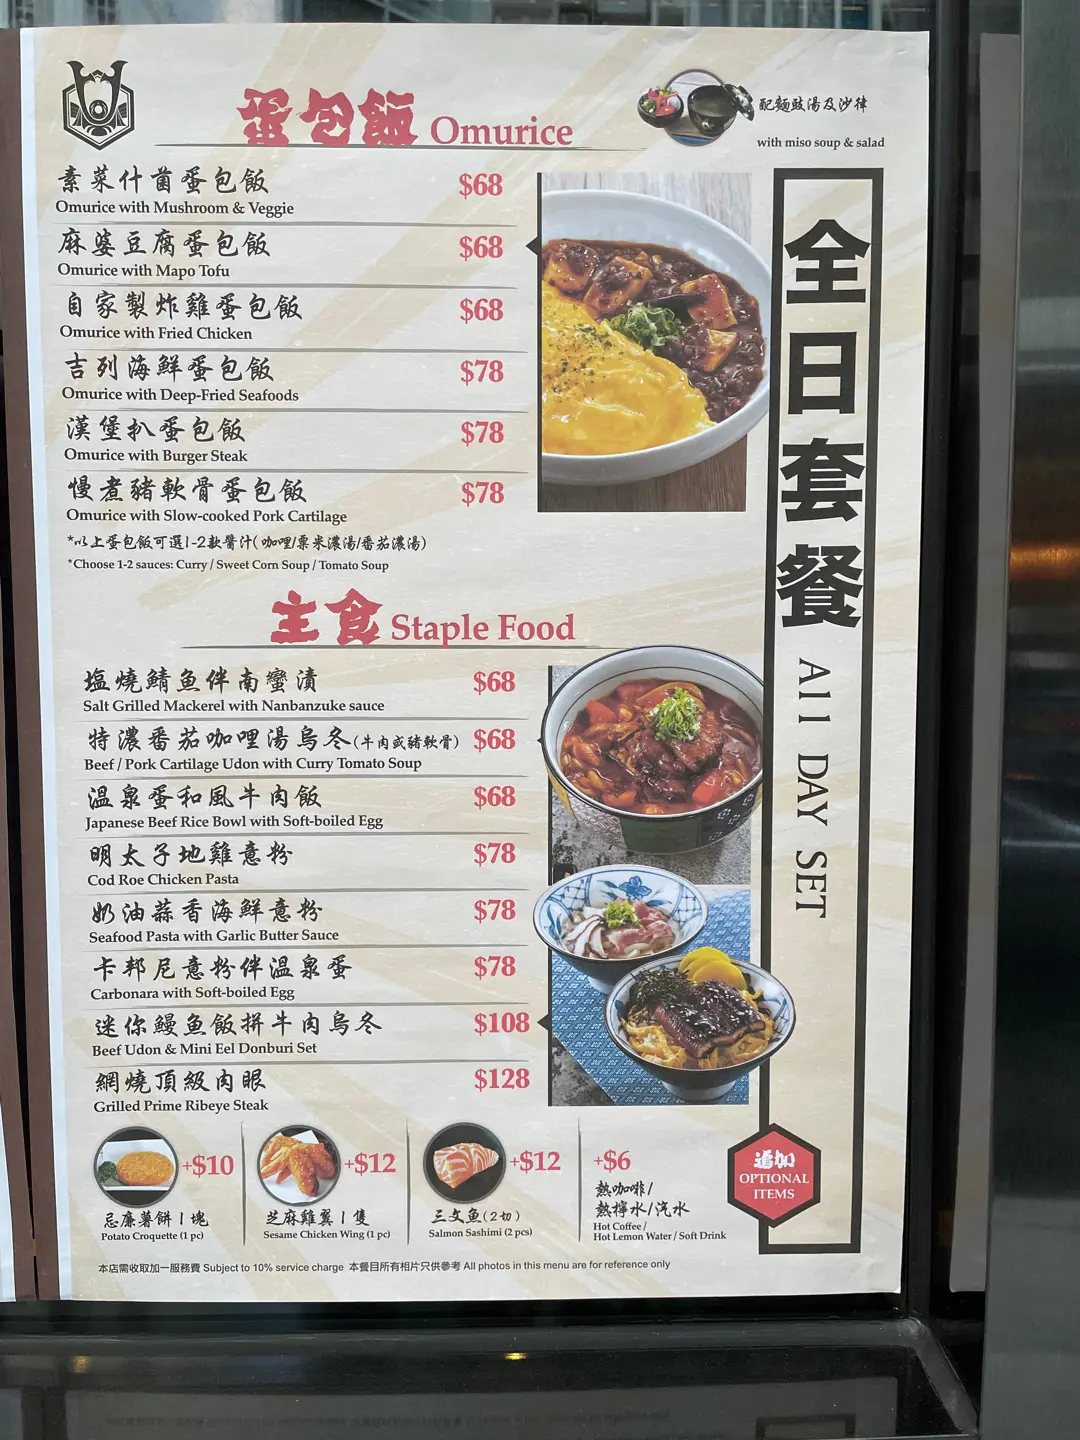 蛋包飯 Omurice
配麵豉湯及沙律
with miso soup & salad
素菜什菌蛋包飯 $68
Omurice with Mushroom & Veggie
麻婆豆腐蛋包飯 $68
Omurice with Mapo Tofu
自家製炸雞蛋包飯 $68
Omurice with Fried Chicken
吉列海鮮蛋包飯 $78
Omurice with Deep-Fried Seafoods
漢堡扒蛋包飯 $78
Omurice with Burger Steak
慢煮豬軟骨蛋包飯 $78
Omurice with Slow-cooked Pork Cartilage
*以上蛋包飯可選1-2款醬汁(咖哩/粟米濃湯/番茄濃湯)
*Choose 1-2 sauces: Curry / Sweet Corn Soup / Tomato Soup
主食 Staple Food
塩燒鯖魚伴南蠻漬 $68
Salt Grilled Mackerel with Nanbanzuke sauce
特濃番茄咖哩湯烏冬(牛肉或豬軟骨) $68
Beef / Pork Cartilage Udon with Curry Tomato Soup
溫泉蛋和風牛肉飯 $68
Japanese Beef Rice Bowl with Soft-boiled Egg
明太子地雞意粉 $78
Cod Roe Chicken Pasta
奶油蒜香海鮮意粉 $78
Seafood Pasta with Garlic Butter Sauce
卡邦尼意粉伴溫泉蛋 $78
Carbonara with Soft-boiled Egg
迷你鰻魚飯拼牛肉烏冬 $108
Beef Udon & Mini Eel Donburi Set
網燒頂級肉眼 $128
Grilled Prime Ribeye Steak
全日套餐
All DAY SET
追加
OPTIONAL
ITEMS
+$10
忌廉薯餅1塊
Potato Croquette (1 pc)
+$12
芝麻雞翼1隻
Sesame Chicken Wing (1 pc)
+$12
三文魚(2切)
Salmon Sashimi (2 pcs)
+$6
熱咖啡/
熱檸水/汽水
Hot Coffee /
Hot Lemon Water / Soft Drink
本店需收取加一服務費 Subject to 10% service charge 本餐目所有相片只供參考 All photos in this menu are for reference only